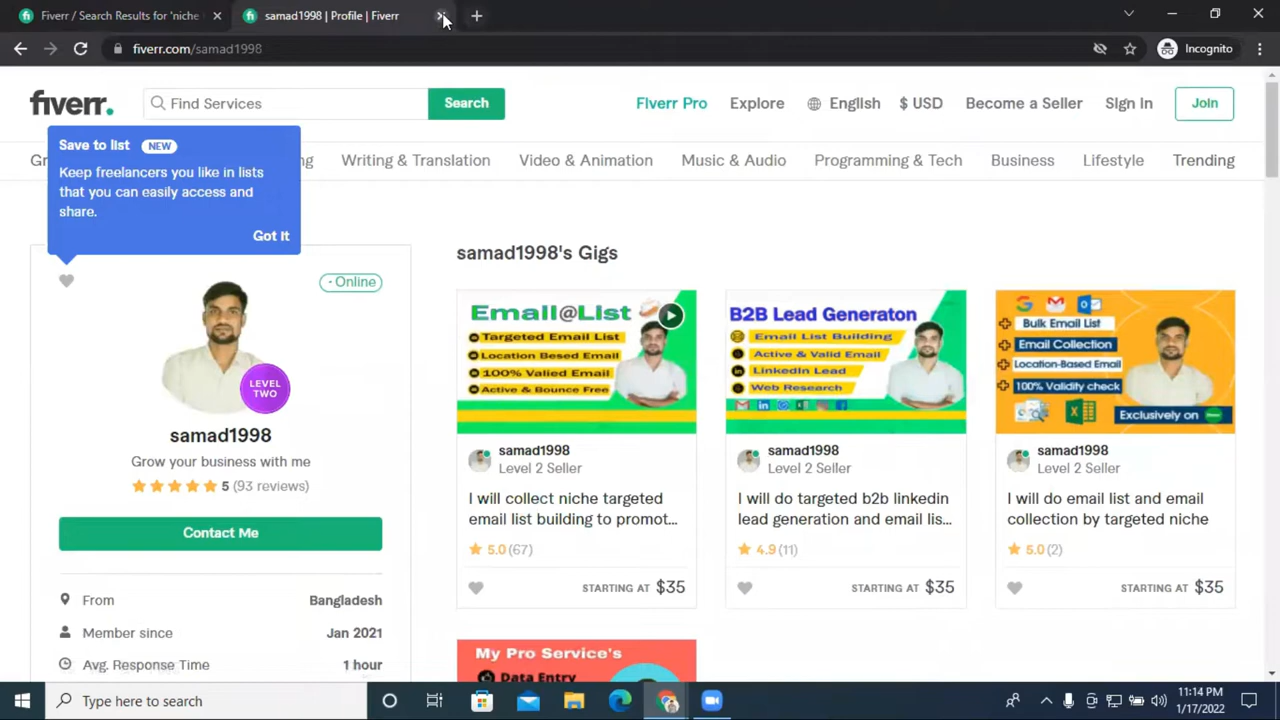 Fiverr / Search Results for 'niche
samad1998 | Profile | Fiverr
fiverr.com/samad1998
Incognito
fiverr.
Find Services
Search
Fiverr Pro
Explore
English
$ USD
Become a Seller
Sign In
Join
Writing & Translation
Video & Animation
Music & Audio
Programming & Tech
Business
Lifestyle
Trending
Save to list NEW
Keep freelancers you like in lists
that you can easily access and
share.
Got It
Online
LEVEL
TWO
samad1998
Grow your business with me
5 (93 reviews)
Contact Me
From Bangladesh
Member since Jan 2021
Avg. Response Time 1 hour
samad1998's Gigs
Email@List
Targeted Email List
Location Besed Email
100% Valied Email
Active & Bounce Free
samad1998
Level 2 Seller
I will collect niche targeted
email list building to promot...
5.0 (67)
STARTING AT $35
B2B Lead Generaton
Email List Building
Active & Valid Email
LinkedIn Lead
Web Research
samad1998
Level 2 Seller
I will do targeted b2b linkedin
lead generation and email lis...
4.9 (11)
STARTING AT $35
Bulk Email List
Email Collection
Location-Based Email
100% Validity check
Exclusively on
samad1998
Level 2 Seller
I will do email list and email
collection by targeted niche
5.0 (2)
STARTING AT $35
My Pro Service's
Data Entry
Type here to search
11:14 PM
1/17/2022